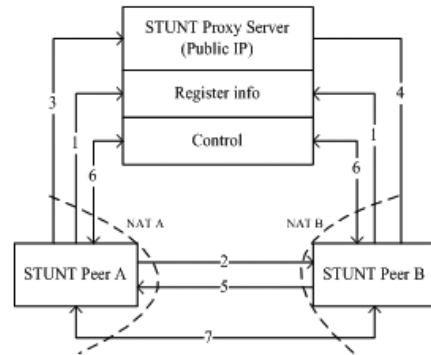 STUNT Proxy Server
(Public IP)
3
4
Register info
1
1
Control
6
6
NAT A
NAT B
STUNT Peer A
2
STUNT Peer B
5
7